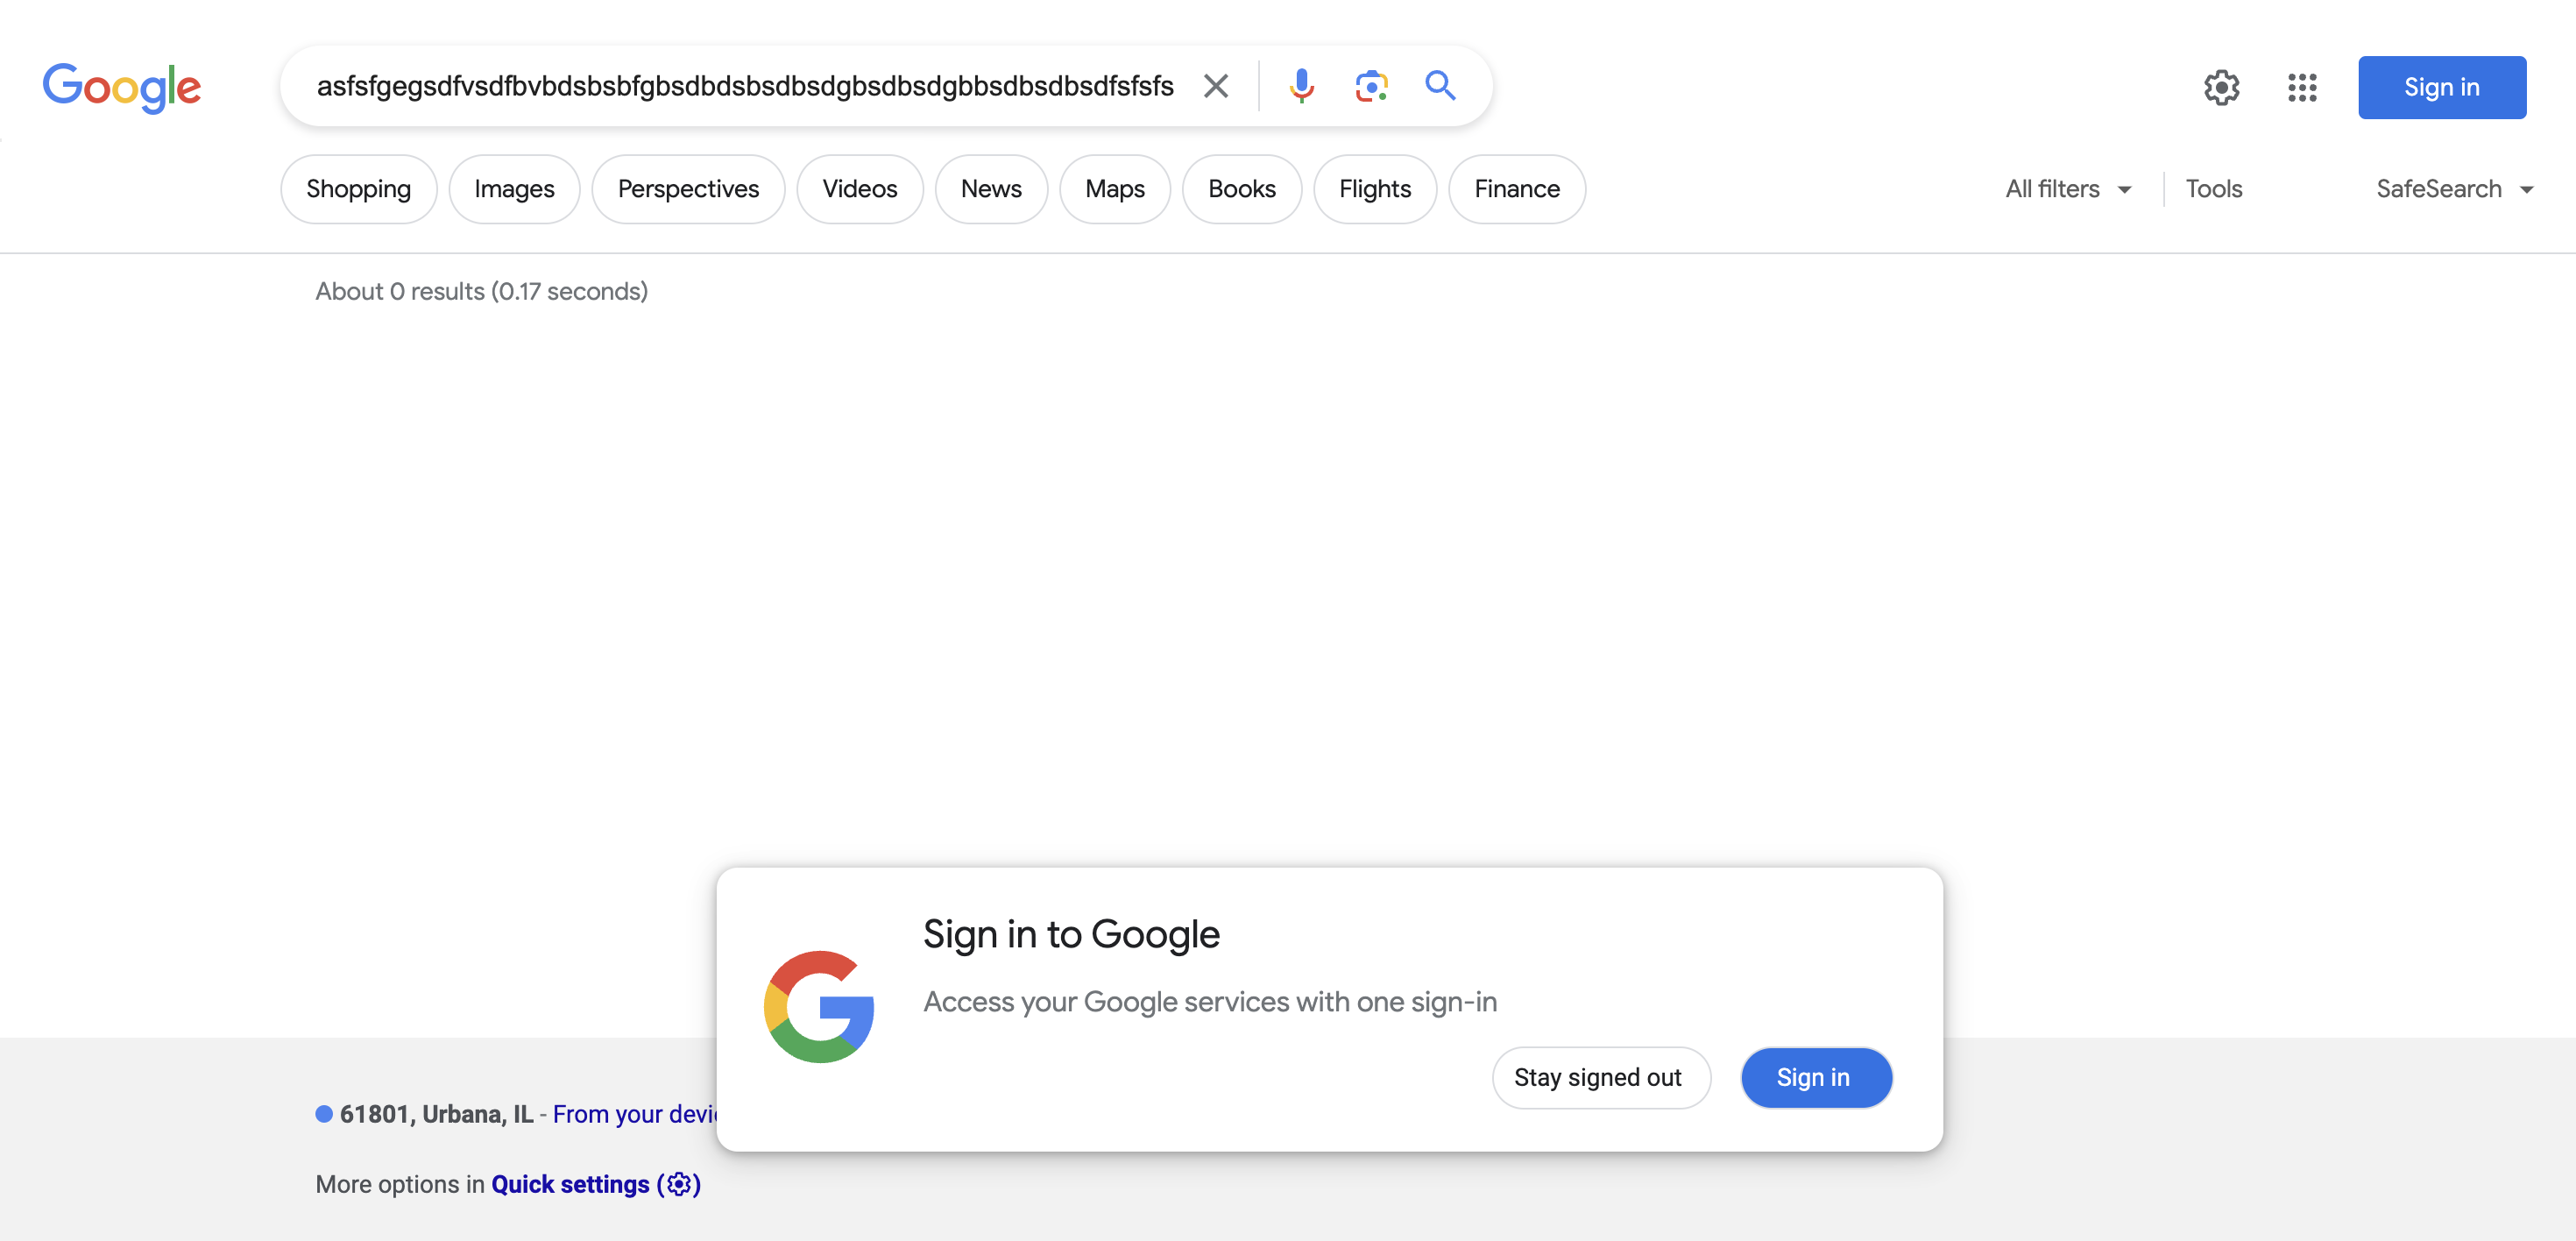 Google
asfsfgegsdfvsdfbvbdsbsbfgbsdbdsbsdbsdgbsdbsdgbbsdbsdbsdfsfsfs
Sign in
Shopping
Images
Perspectives
Videos
News
Maps
Books
Flights
Finance
All filters
Tools
SafeSearch
About 0 results (0.17 seconds)
Sign in to Google
Access your Google services with one sign-in
Stay signed out
Sign in
61801, Urbana, IL - From your
More options in Quick settings ( )